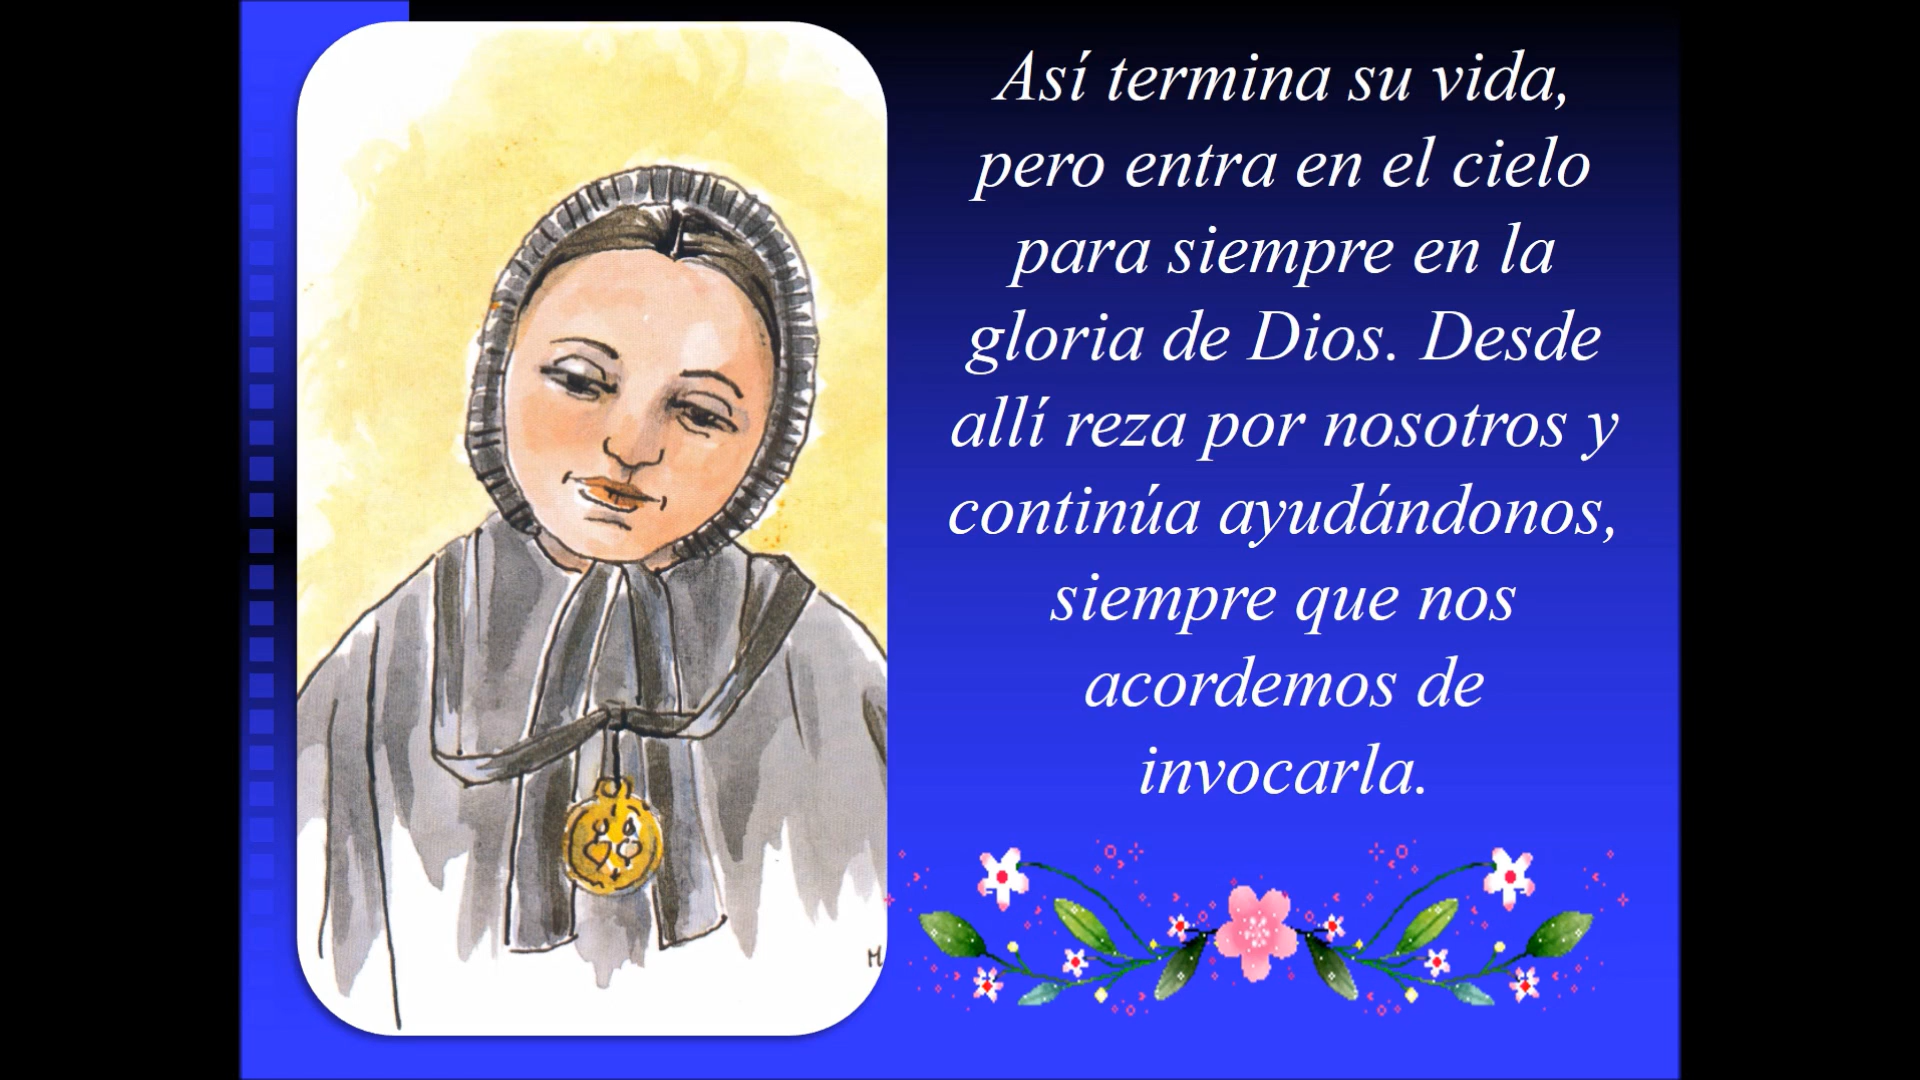 Así termina su vida,
pero entra en el cielo
para siempre en la
gloria de Dios. Desde
allí reza por nosotros y
continúa ayudándonos,
siempre que nos
acordemos de
invocarla.